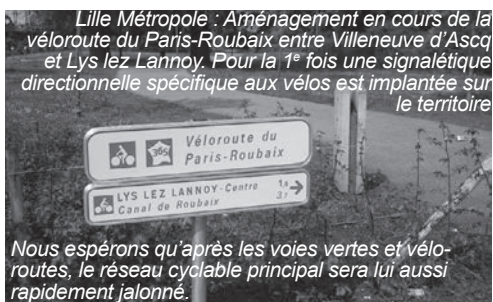 Lille Métropole : Aménagement en cours de la
véloroute du Paris-Roubaix entre Villeneuve d'Ascq
et Lys lez Lannoy. Pour la 1e fois une signalétique
directionnelle spécifique aux vélos est implantée sur
le territoire
365
Véloroute du
Paris-Roubaix
LYS LEZ LANNOY-Centre 1,8
Canal de Roubaix
Nous espérons qu'après les voies vertes et vélo-
routes, le réseau cyclable principal sera lui aussi
rapidement jalonné.